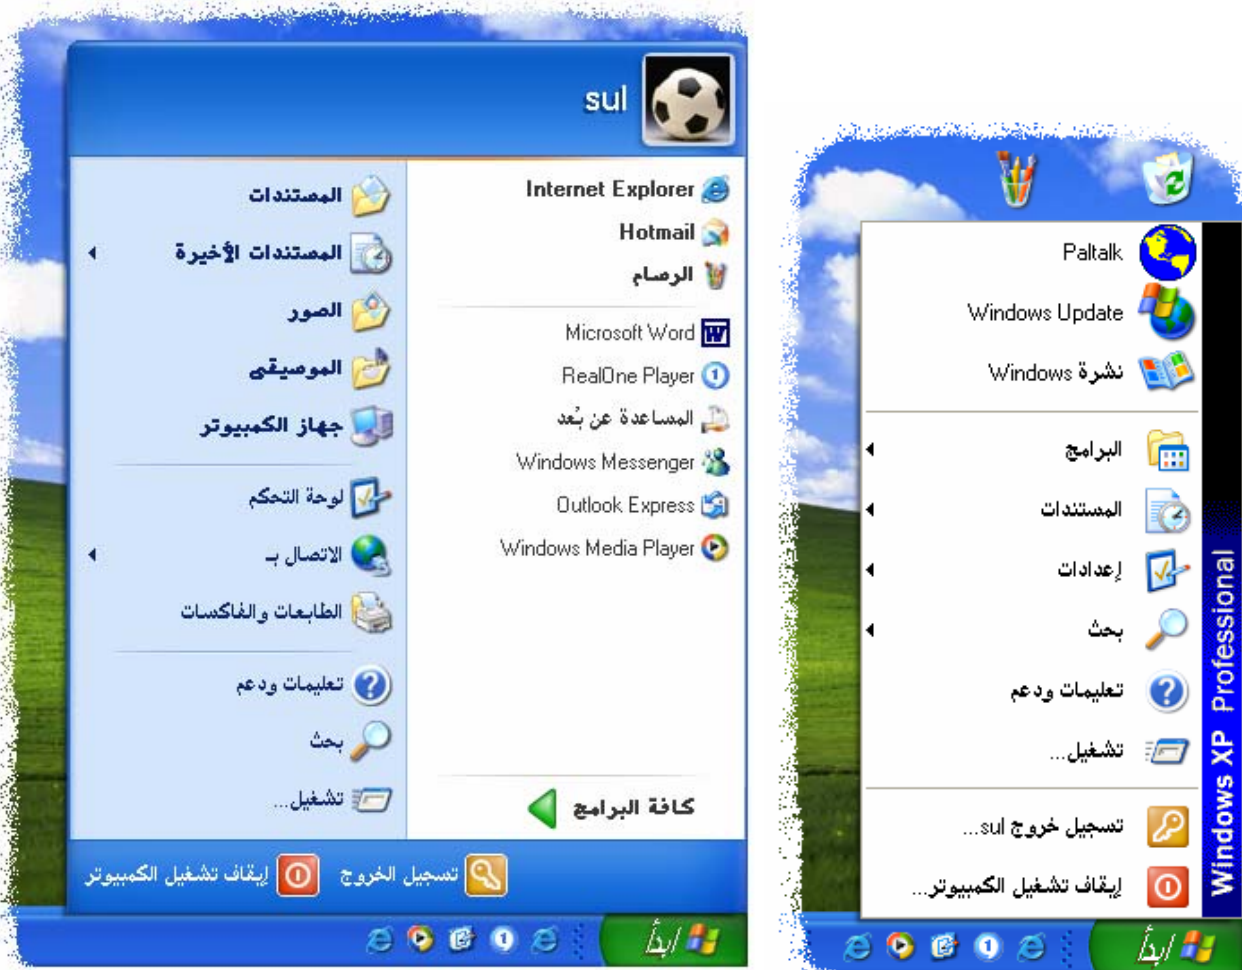 sul
Internet Explorer
Hotmail
الرسام
Microsoft Word
RealOne Player
المساعدة عن بُعد
Windows Messenger
Outlook Express
Windows Media Player
كافة البرامج
المستندات
المستندات الأخيرة
الصور
الموسيقى
جهاز الكمبيوتر
لوحة التحكم
الاتصال بـ
الطابعات والفاكسات
تعليمات ودعم
بحث
تشغيل...
تسجيل الخروج
إيقاف تشغيل الكمبيوتر
ابدأ
Paltalk
Windows Update
نشرة Windows
البرامج
المستندات
إعدادات
بحث
تعليمات ودعم
تشغيل...
تسجيل خروج sul...
إيقاف تشغيل الكمبيوتر...
Windows XP Professional
ابدأ